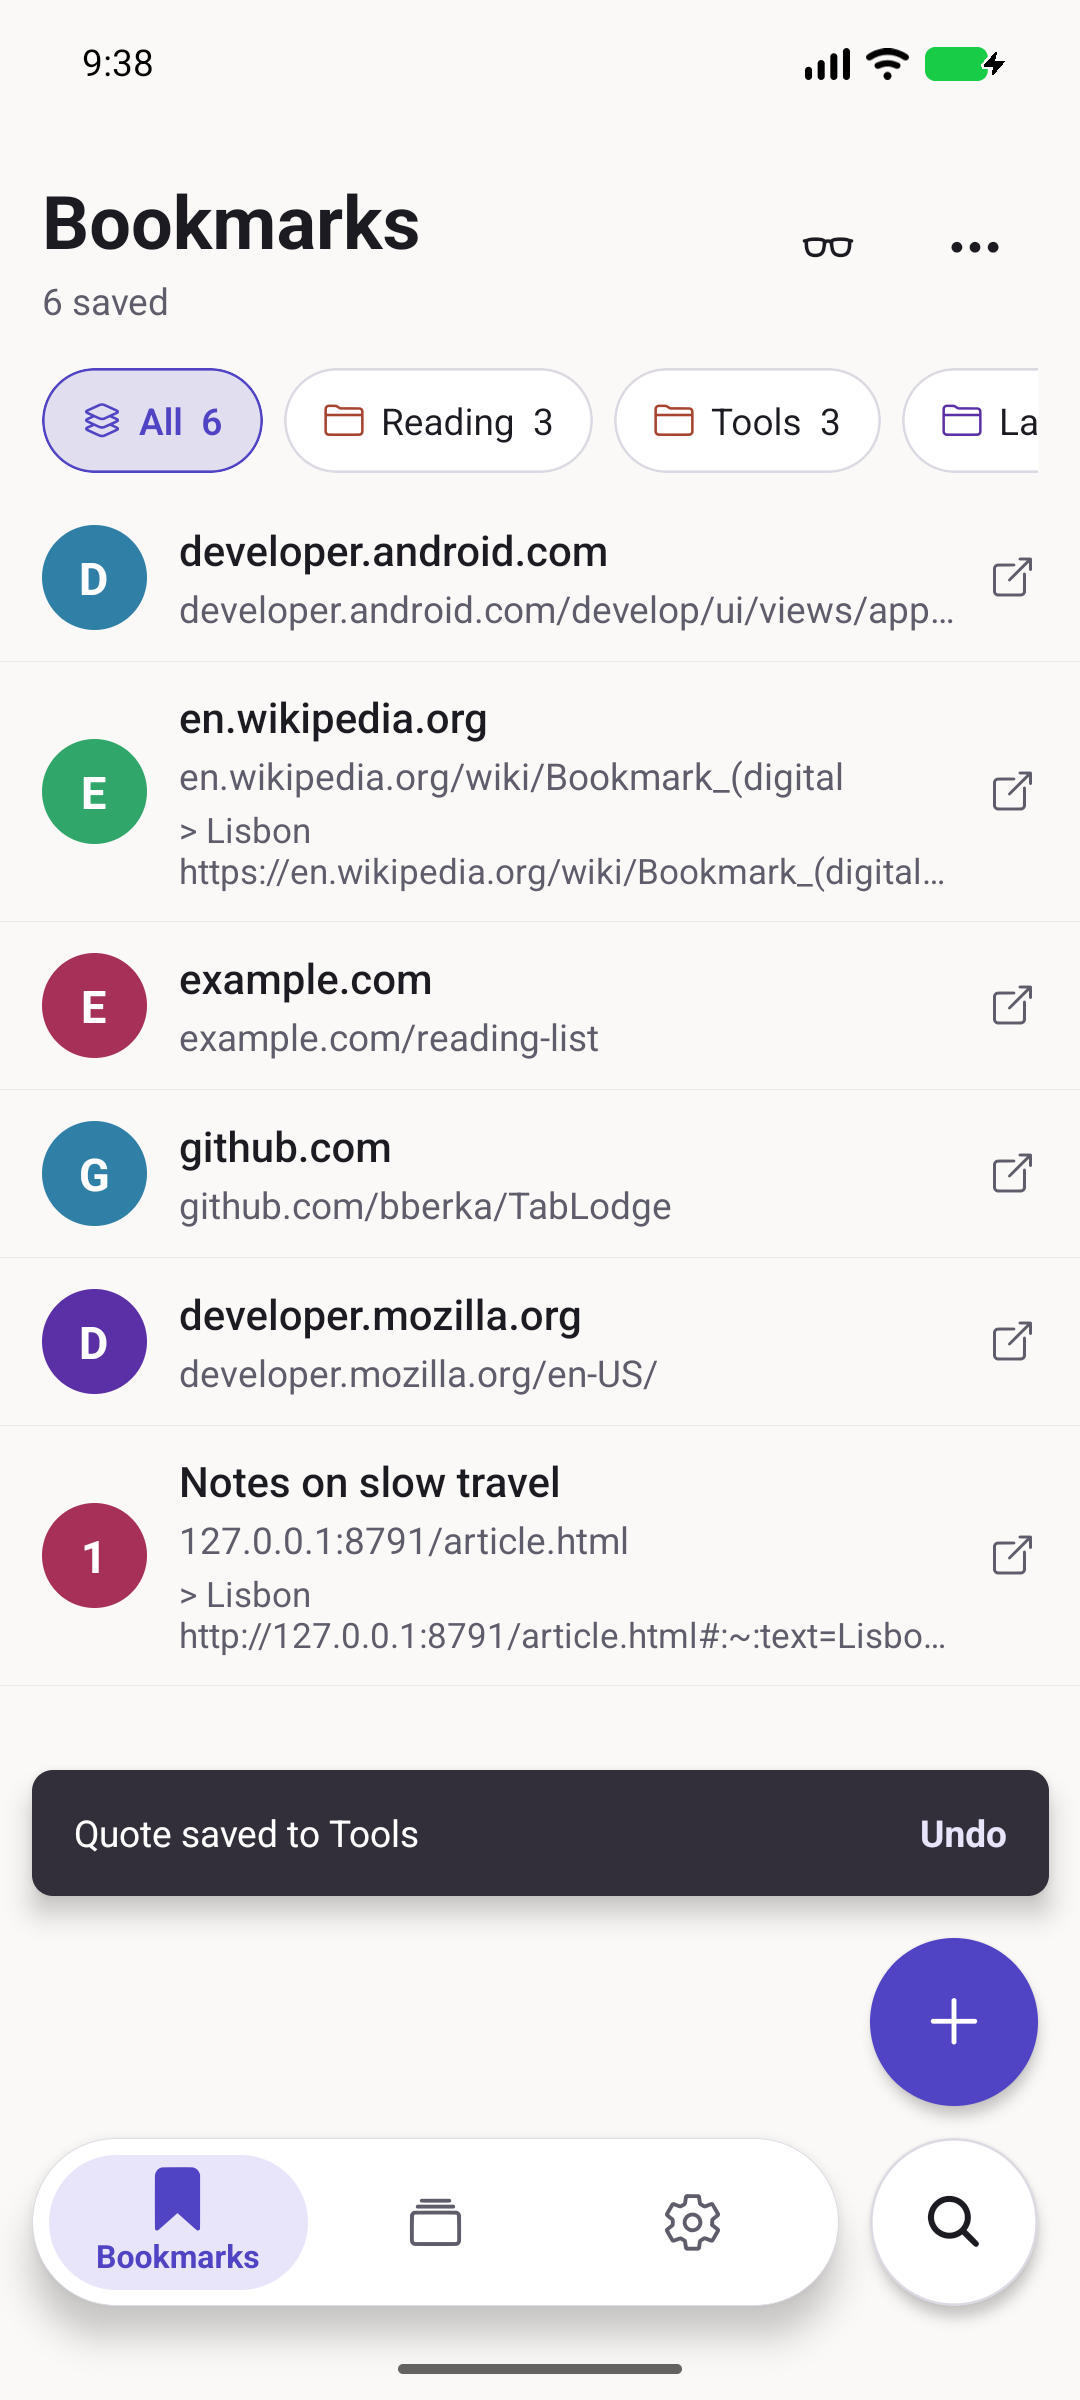 9:38
Bookmarks
6 saved
All 6
Reading 3
Tools 3
La
D
developer.android.com
developer.android.com/develop/ui/views/app...
E
en.wikipedia.org
en.wikipedia.org/wiki/Bookmark_(digital
> Lisbon
https://en.wikipedia.org/wiki/Bookmark_(digital...
E
example.com
example.com/reading-list
G
github.com
github.com/bberka/TabLodge
D
developer.mozilla.org
developer.mozilla.org/en-US/
1
Notes on slow travel
127.0.0.1:8791/article.html
> Lisbon
http://127.0.0.1:8791/article.html#:~:text=Lisbo...
Quote saved to Tools
Undo
Bookmarks